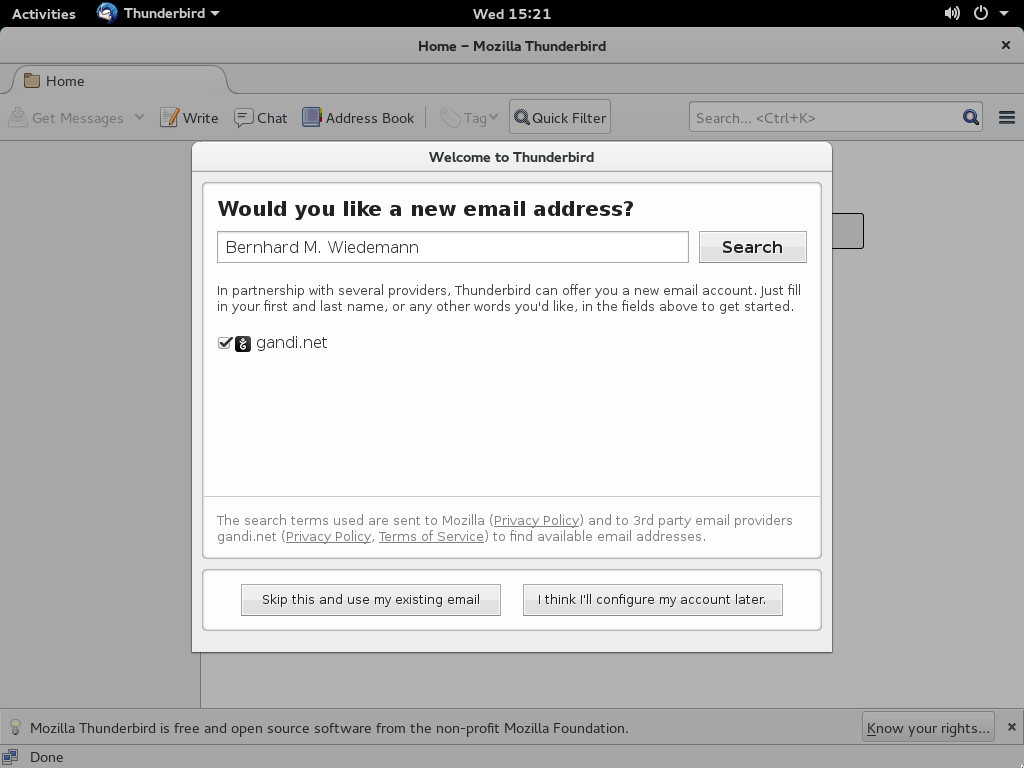 Activities Thunderbird Wed 15:21
Home – Mozilla Thunderbird
Home
Get Messages Write Chat Address Book Tag Quick Filter Search... <Ctrl+K>
Welcome to Thunderbird
Would you like a new email address?
Bernhard M. Wiedemann Search
In partnership with several providers, Thunderbird can offer you a new email account. Just fill
in your first and last name, or any other words you'd like, in the fields above to get started.
gandi.net
The search terms used are sent to Mozilla (Privacy Policy) and to 3rd party email providers
gandi.net (Privacy Policy, Terms of Service) to find available email addresses.
Skip this and use my existing email I think I'll configure my account later.
Mozilla Thunderbird is free and open source software from the non-profit Mozilla Foundation. Know your rights...
Done